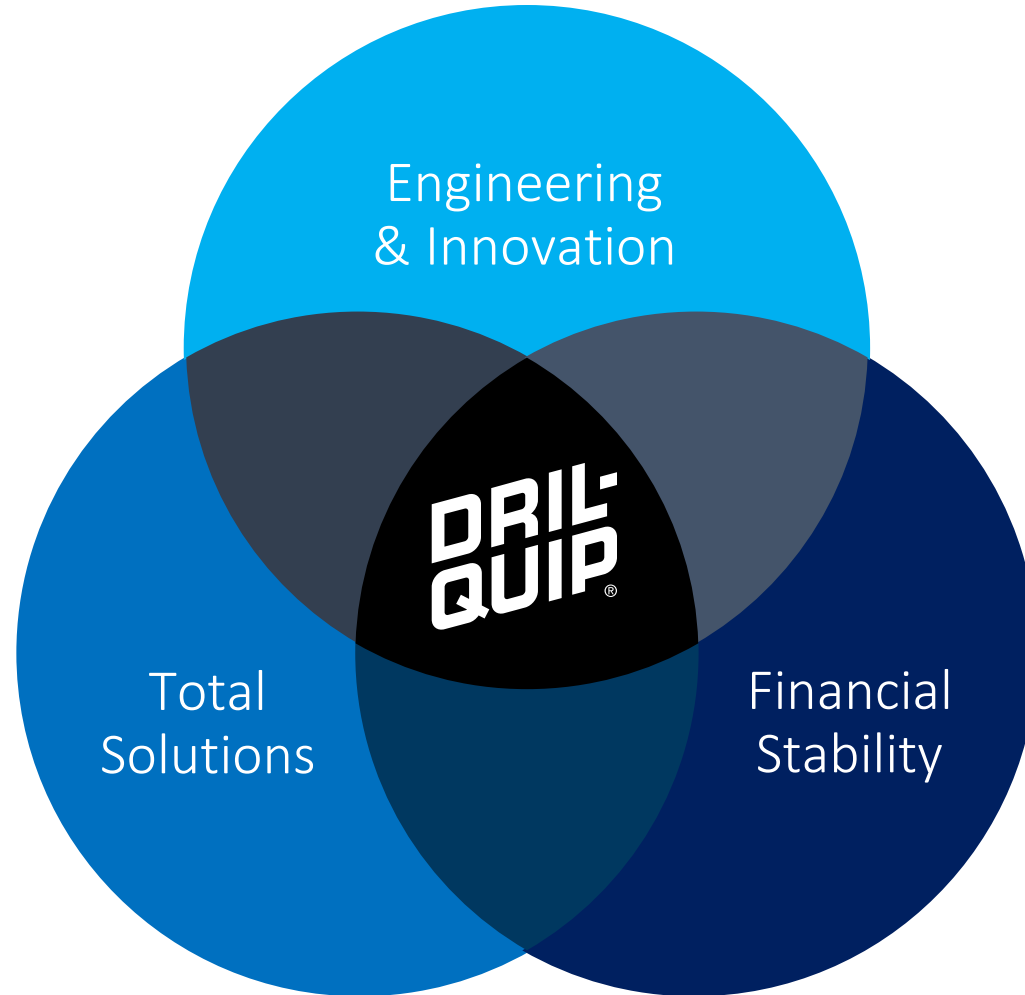 Engineering
& Innovation
DRIL-
QUIP®
Total
Solutions
Financial
Stability